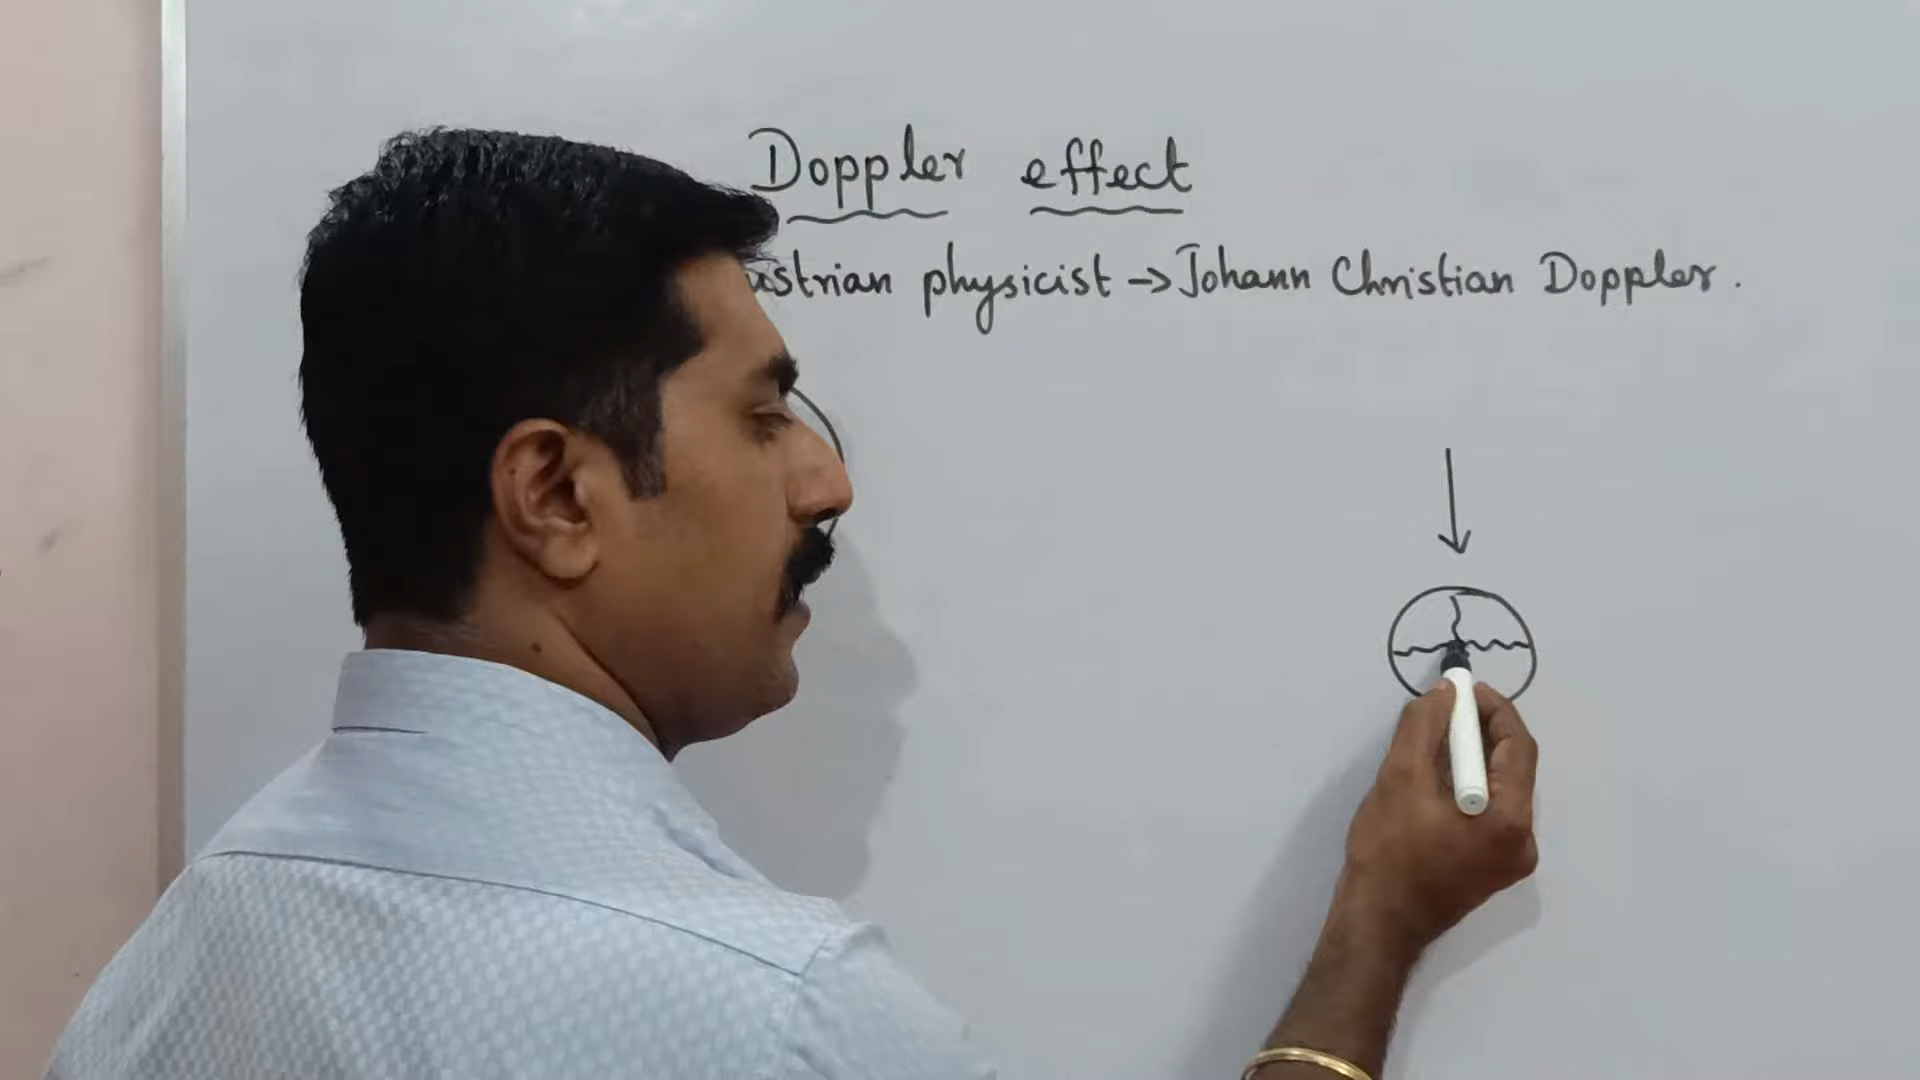 Doppler effect
ustrian physicist → Johann Christian Doppler.